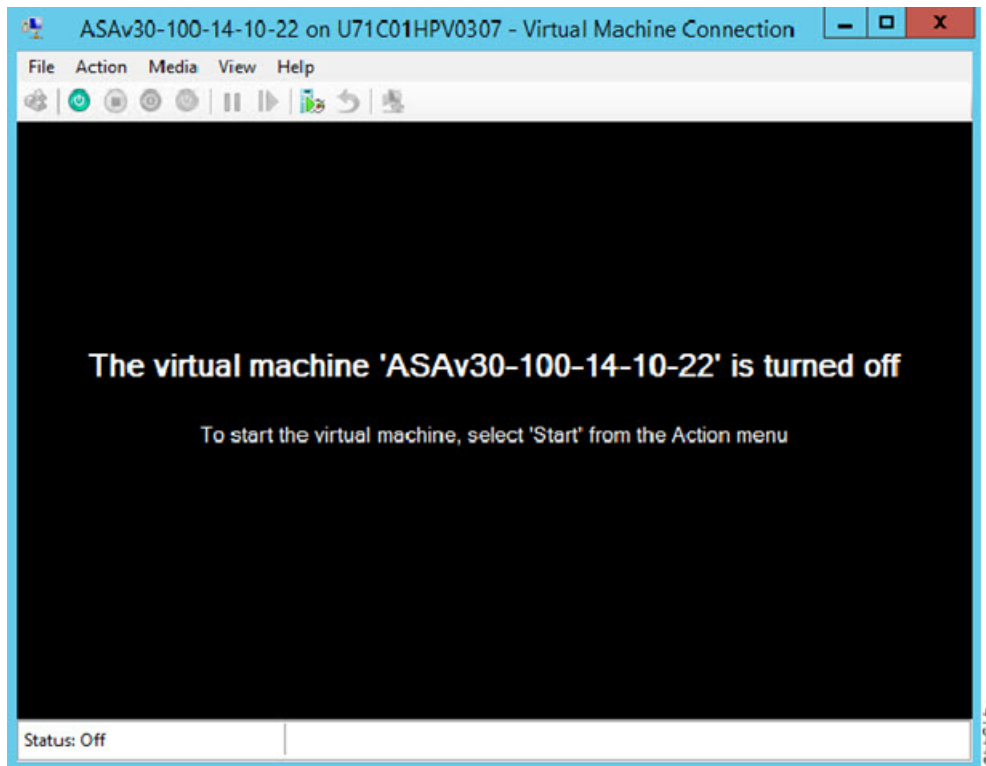 ASAv30-100-14-10-22 on U71C01HPV0307 - Virtual Machine Connection
File Action Media View Help
The virtual machine 'ASAv30-100-14-10-22' is turned off
To start the virtual machine, select 'Start' from the Action menu
Status: Off